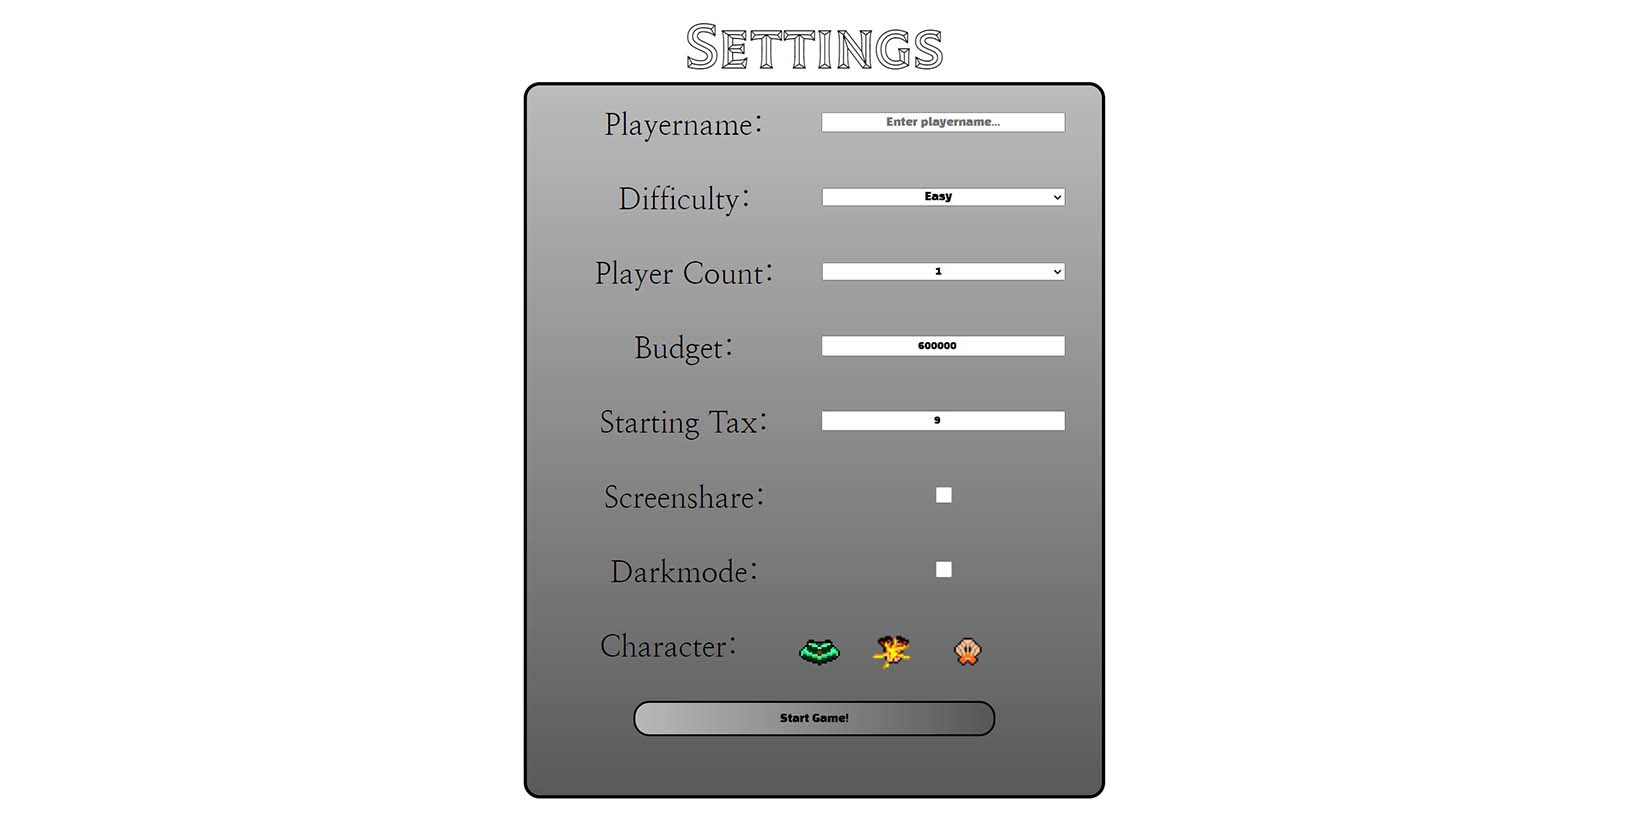 Settings
Playername: Enter playername...
Difficulty: Easy
Player Count: 1
Budget: 600000
Starting Tax: 9
Screenshare:
Darkmode:
Character:
Start Game!